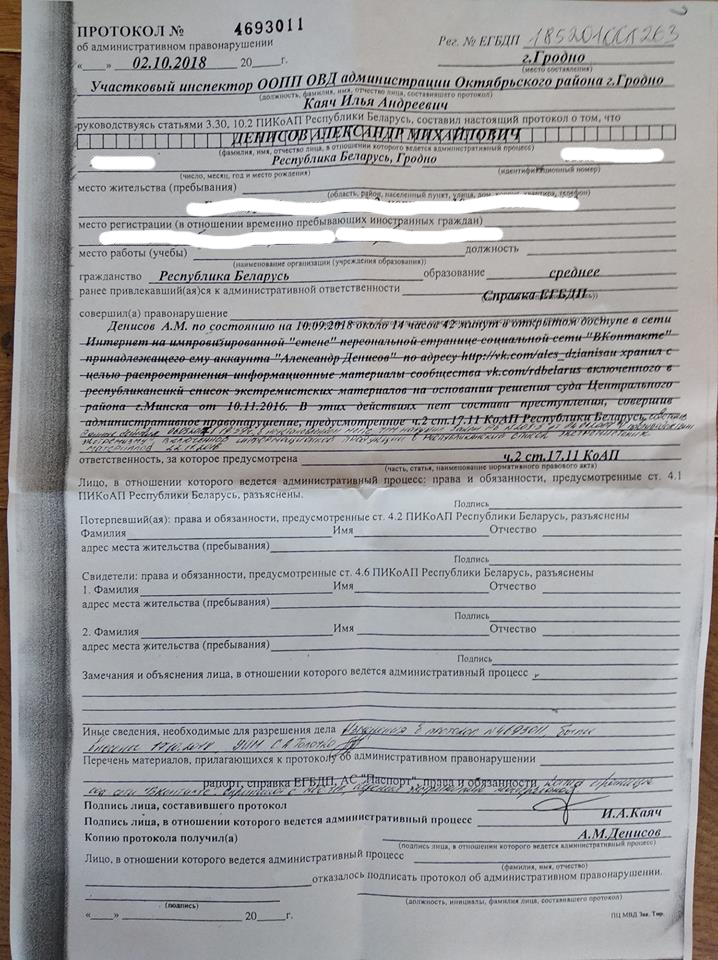 ПРОТОКОЛ № 4693011
об административном правонарушении
Рег. № ЕГБДП
«___» 02.10.2018 20___г.
г.Гродно
(место составления)
Участковый инспектор ООПП ОВД администрации Октябрьского района г.Гродно
(должность, фамилия, имя, отчество лица, составившего протокол)
Каяч Илья Андреевич
руководствуясь статьями 3.30, 10.2 ПИКоАП Республики Беларусь, составил настоящий протокол о том, что
ДЕНИСОВ АЛЕКСАНДР МИХАЙЛОВИЧ
(фамилия, имя, отчество лица, в отношении которого ведется административный процесс)
Республика Беларусь, Гродно
(число, месяц, год и место рождения)
(идентификационный номер)
место жительства (пребывания)
(область, район, населенный пункт, улица, дом, корпус, квартира, телефон)
место регистрации (в отношении временно пребывающих иностранных граждан)
место работы (учебы) должность
(наименование организации (учреждения образования))
гражданство Республика Беларусь образование среднее
ранее привлекавший(ая)ся к административной ответственности
Справка ЕГБДП
совершил(а) правонарушение
Денисов А.М. по состоянию на 10.09.2018 около 14 часов 42 минут в открытом доступе в сети
Интернет на импровизированной "стене" персональной страницы социальной сети "ВКонтакте"
принадлежащего ему аккаунта "Александр Денисов" по адресу http://vk.com/ales_dzianisau хранил с
целью распространения информационные материалы сообщества vk.com/rdbelarus включенного в
республиканский список экстремистских материалов на основании решения суда Центрального
района г.Минска от 10.11.2016. В этих действиях нет состава преступления, совершив
административное правонарушение, предусмотренное ч.2 ст.17.11 КоАП Республики Беларусь,
ответственность, за которое предусмотрена ч.2 ст.17.11 КоАП
(часть, статья, наименование нормативного правового акта)
Лицо, в отношении которого ведется административный процесс: права и обязанности, предусмотренные ст. 4.1
ПИКоАП Республики Беларусь, разъяснены.
Подпись
Потерпевший(ая): права и обязанности, предусмотренные ст. 4.2 ПИКоАП Республики Беларусь, разъяснены
Фамилия Имя Отчество
адрес места жительства (пребывания)
Подпись
Свидетели: права и обязанности, предусмотренные ст. 4.6 ПИКоАП Республики Беларусь, разъяснены
1. Фамилия Имя Отчество
адрес места жительства (пребывания)
Подпись
2. Фамилия Имя Отчество
адрес места жительства (пребывания)
Подпись
Замечания и объяснения лица, в отношении которого ведется административный процесс
Иные сведения, необходимые для разрешения дела Изменения в протокол №4693011 были
внесены
Перечень материалов, прилагающихся к протоколу об административном правонарушении
рапорт, справка ЕГБДП, АС "Паспорт", права и обязанности
Подпись лица, составившего протокол И.А.Каяч
Подпись лица, в отношении которого ведется административный процесс
Копию протокола получил(а) А.М.Денисов
(подпись лица, в отношении которого ведется административный процесс)
Лицо, в отношении которого ведется административный процесс
(фамилия, имя, отчество)
отказалось подписать протокол об административном правонарушении.
(подпись)
(должность, инициалы, фамилия лица, составившего протокол)
«___» 20___г.
ПЦ МВД Зак. Тир.